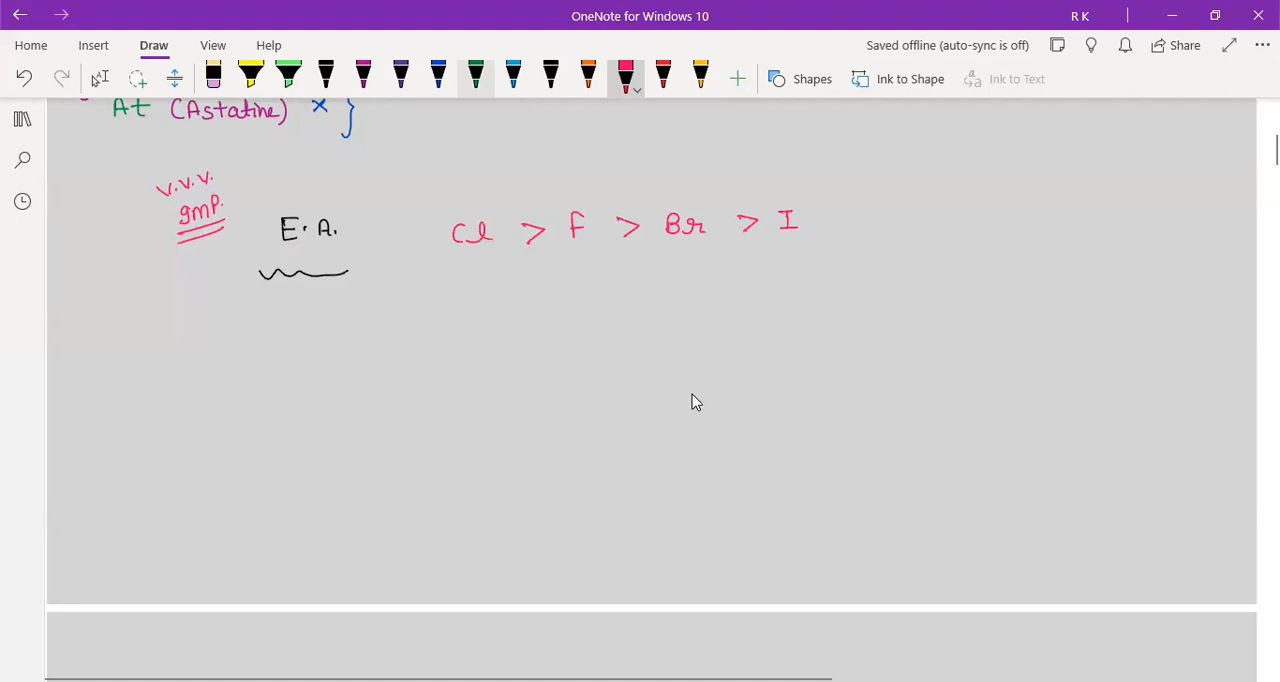 OneNote for Windows 10
R K
Home Insert Draw View Help
Saved offline (auto-sync is off) Share
Shapes Ink to Shape Ink to Text
At (Astatine) × }
V.V.V.
gmp.
E.A. Cl > F > Br > I